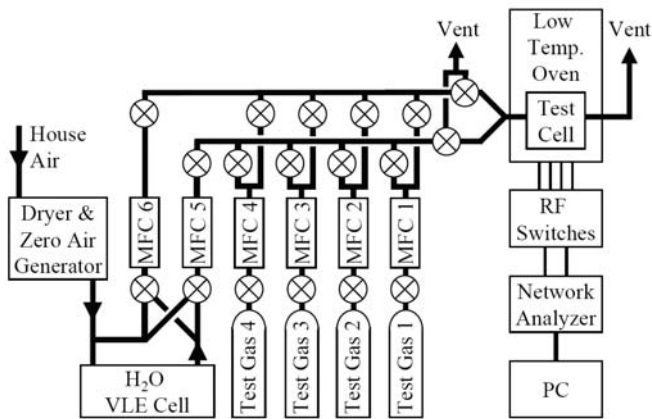 Vent
Low
Temp.
Oven
Vent
Test
Cell
House
Air
Dryer &
Zero Air
Generator
MFC 6
MFC 5
MFC 4
MFC 3
MFC 2
MFC 1
RF
Switches
Network
Analyzer
Test Gas 4
Test Gas 3
Test Gas 2
Test Gas 1
H₂O
VLE Cell
PC